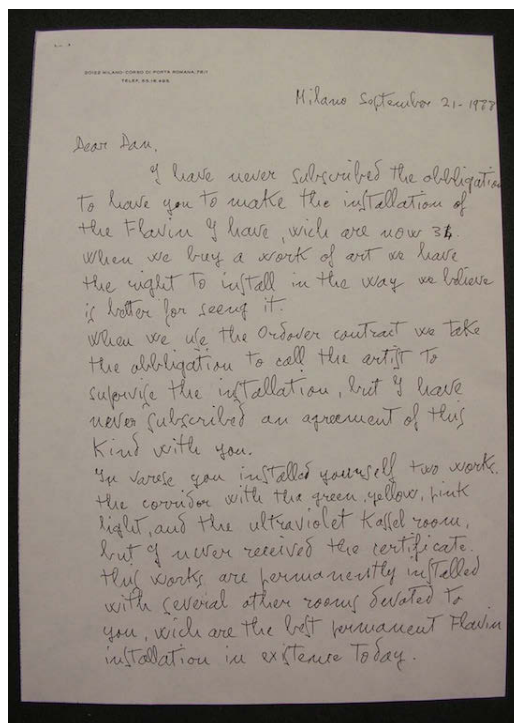 20122 MILANO CORSO DI PORTA ROMANA, 78/1
TELEF.
Milano September 21-1988
Dear Dan,
I have never subscribed the obbligation
to have you to make the installation of
the Flavin I have, wich are now 34.
When we buy a work of art we have
the right to install in the way we believe
is better for seeng it.
When we use the Ordover contract we take
the obbligation to call the artist to
supervise the installation, but I have
never subscribed an agreement of this
kind with you.
In Varese you installed yourself two works.
the corridor with the green, yellow, pink
light, and the ultraviolet Kassel room,
but I never received the certificate.
this works are permanently installed
with several other rooms devoted to
you, wich are the best permanent Flavin
installation in existence today.